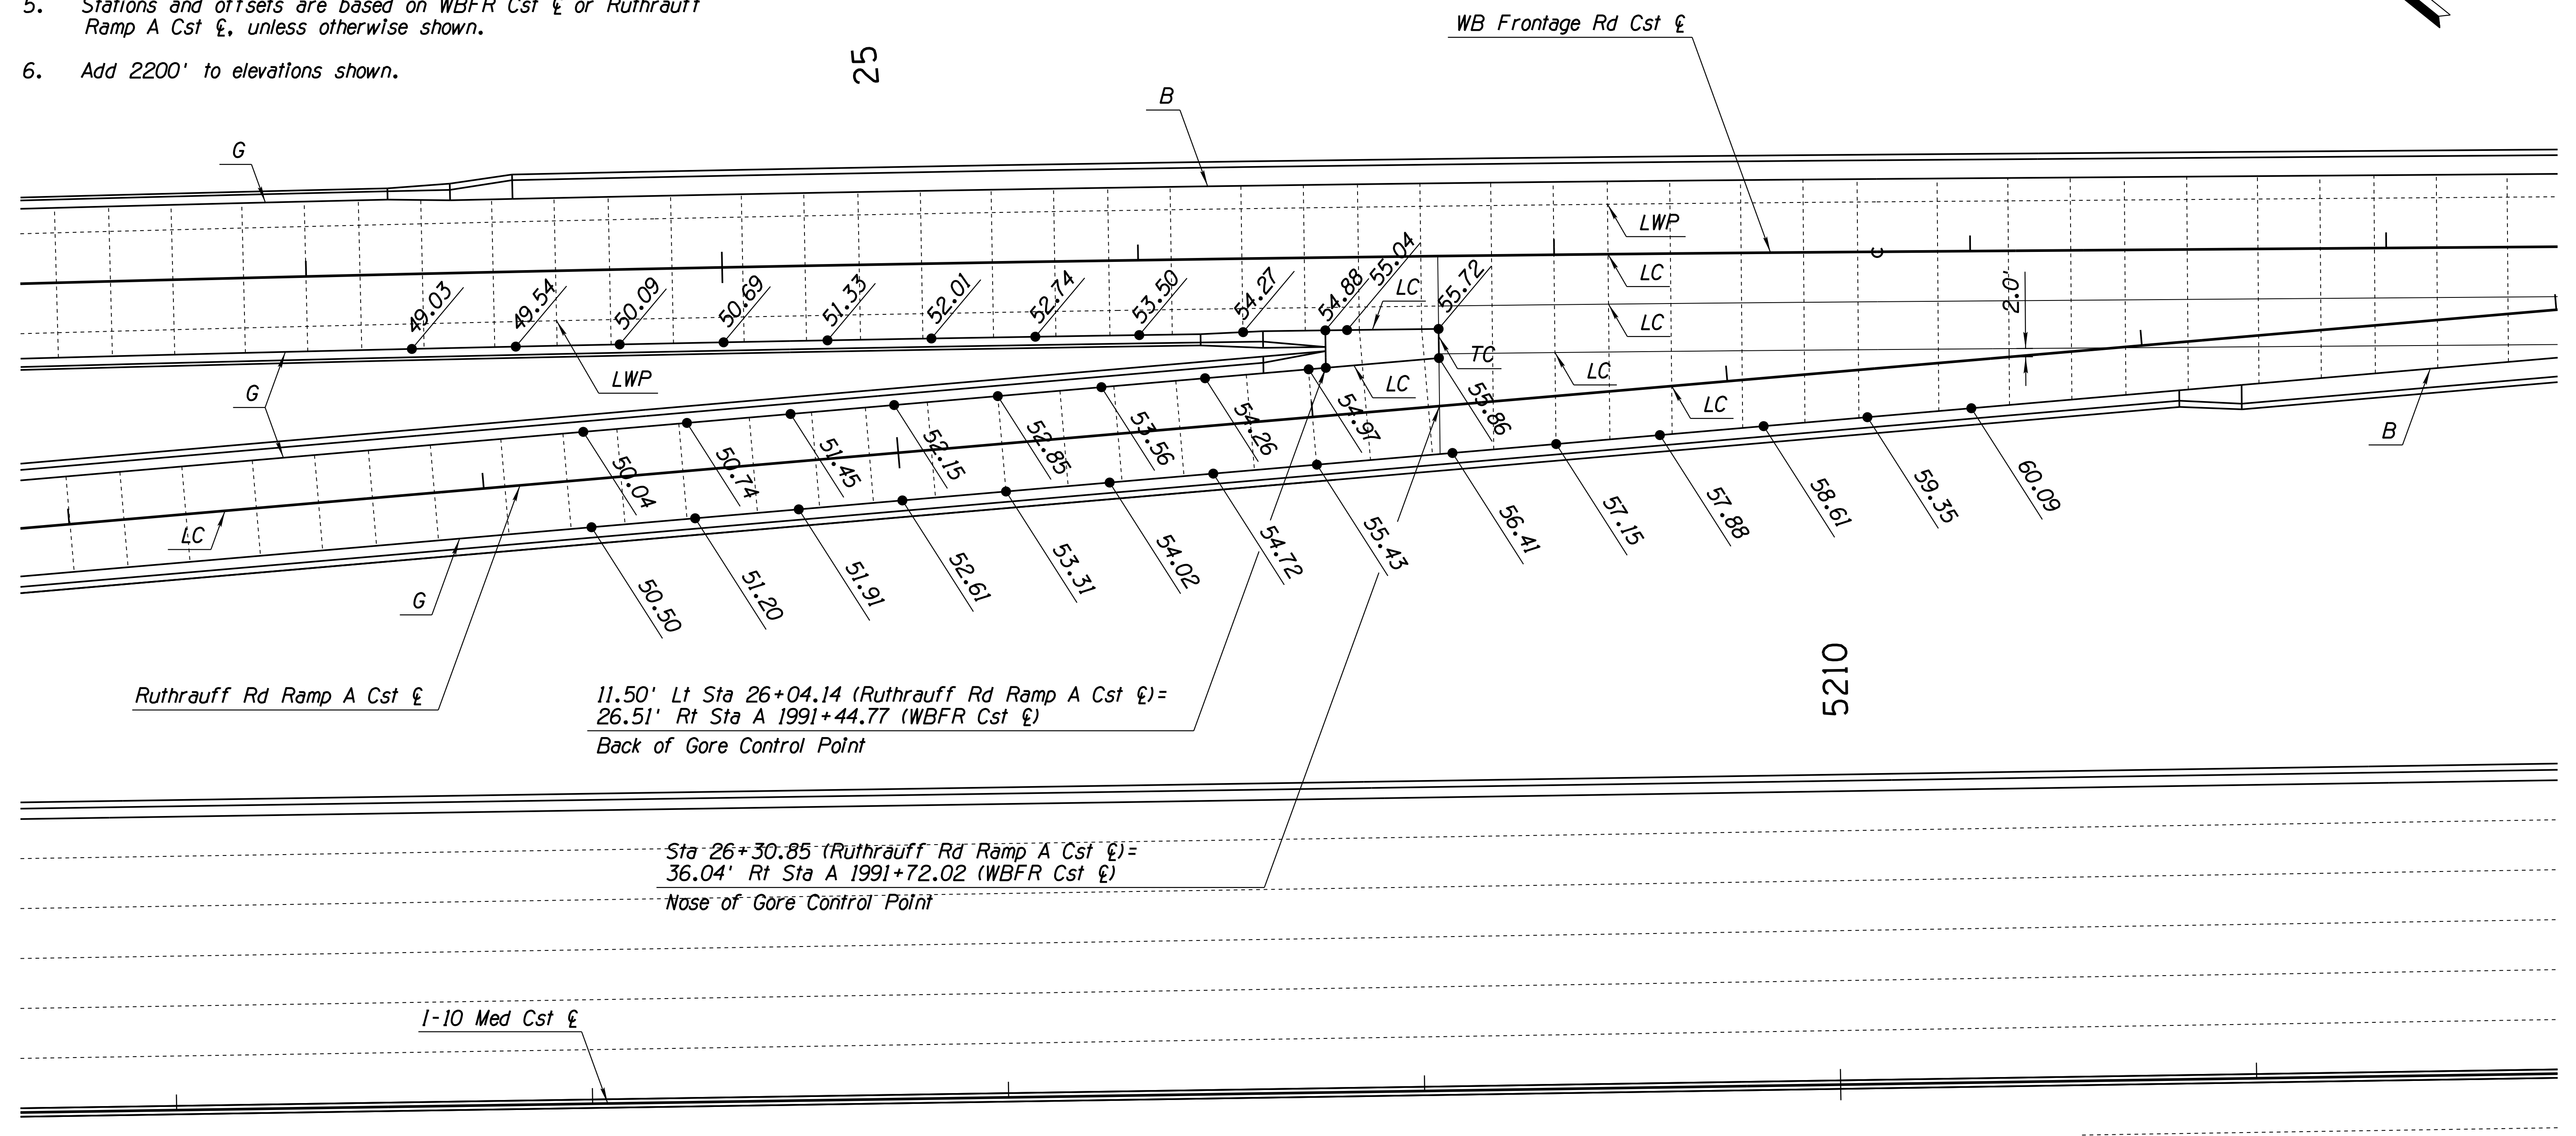 5. Stations and offsets are based on WBFR Cst ℄ or Ruthrauff
Ramp A Cst ℄, unless otherwise shown.
6. Add 2200' to elevations shown.
25
WB Frontage Rd Cst ℄
B
G
LWP
LC
LC
2.0'
49.03
49.54
50.09
50.69
51.33
52.01
52.74
53.50
54.27
54.88
55.04
55.72
LC
TC
LC
LC
LC
LWP
G
B
50.04
50.74
51.45
52.15
52.85
53.56
54.26
54.97
55.86
LC
G
50.50
51.20
51.91
52.61
53.31
54.02
54.72
55.43
56.41
57.15
57.88
58.61
59.35
60.09
Ruthrauff Rd Ramp A Cst ℄
11.50' Lt Sta 26+04.14 (Ruthrauff Rd Ramp A Cst ℄)=
26.51' Rt Sta A 1991+44.77 (WBFR Cst ℄)
Back of Gore Control Point
5210
Sta 26+30.85 (Ruthrauff Rd Ramp A Cst ℄)=
36.04' Rt Sta A 1991+72.02 (WBFR Cst ℄)
Nose of Gore Control Point
I-10 Med Cst ℄